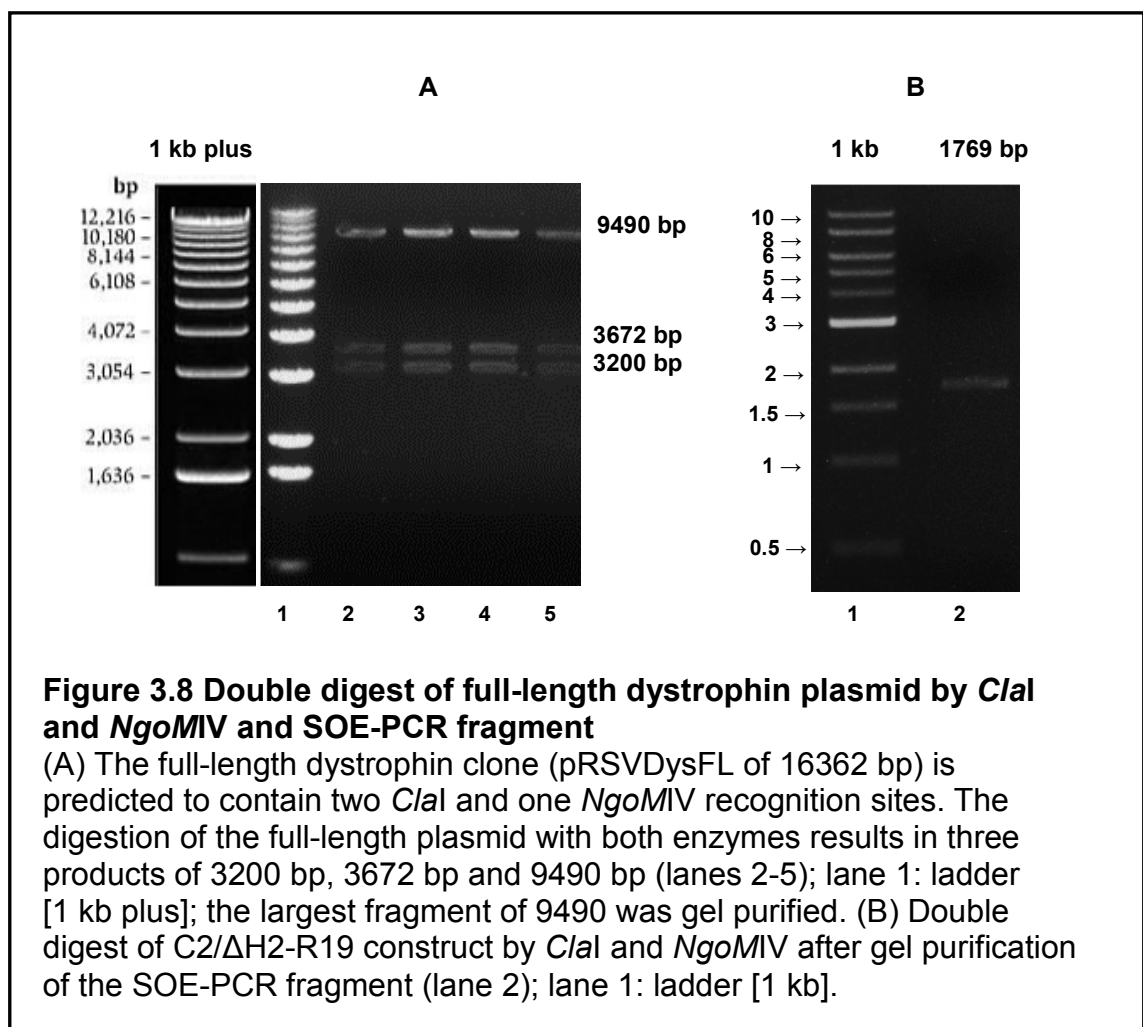 A
B
1 kb plus
1 kb
1769 bp
bp
12,216 –
10,180 –
8,144 –
6,108 –
4,072 –
3,054 –
2,036 –
1,636 –
9490 bp
3672 bp
3200 bp
10 →
8 →
6 →
5 →
4 →
3 →
2 →
1.5 →
1 →
0.5 →
1 2 3 4 5
1 2
Figure 3.8 Double digest of full-length dystrophin plasmid by ClaI
and NgoMIV and SOE-PCR fragment
(A) The full-length dystrophin clone (pRSVDysFL of 16362 bp) is
predicted to contain two ClaI and one NgoMIV recognition sites. The
digestion of the full-length plasmid with both enzymes results in three
products of 3200 bp, 3672 bp and 9490 bp (lanes 2-5); lane 1: ladder
[1 kb plus]; the largest fragment of 9490 was gel purified. (B) Double
digest of C2/ΔH2-R19 construct by ClaI and NgoMIV after gel purification
of the SOE-PCR fragment (lane 2); lane 1: ladder [1 kb].